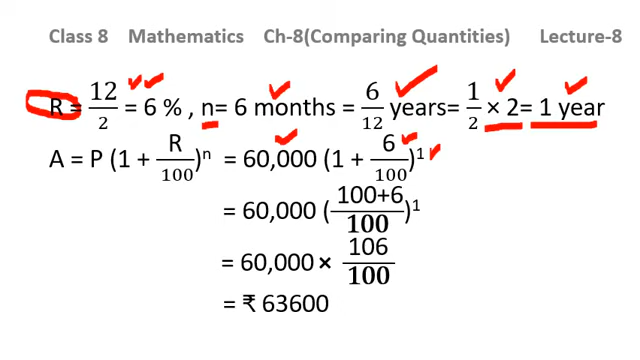 Class 8 Mathematics Ch-8(Comparing Quantities) Lecture-8
R = 12/2 = 6 % , n= 6 months = 6/12 years= 1/2 × 2= 1 year
A = P (1 + R/100)ⁿ = 60,000 (1 + 6/100)¹
= 60,000 (100+6/100)¹
= 60,000 × 106/100
= ₹ 63600